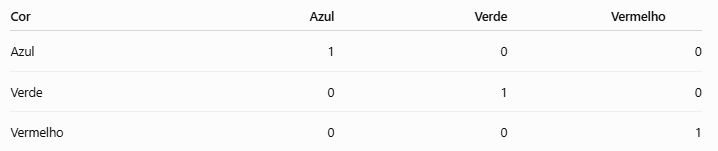 Cor Azul Verde Vermelho
Azul 1 0 0
Verde 0 1 0
Vermelho 0 0 1